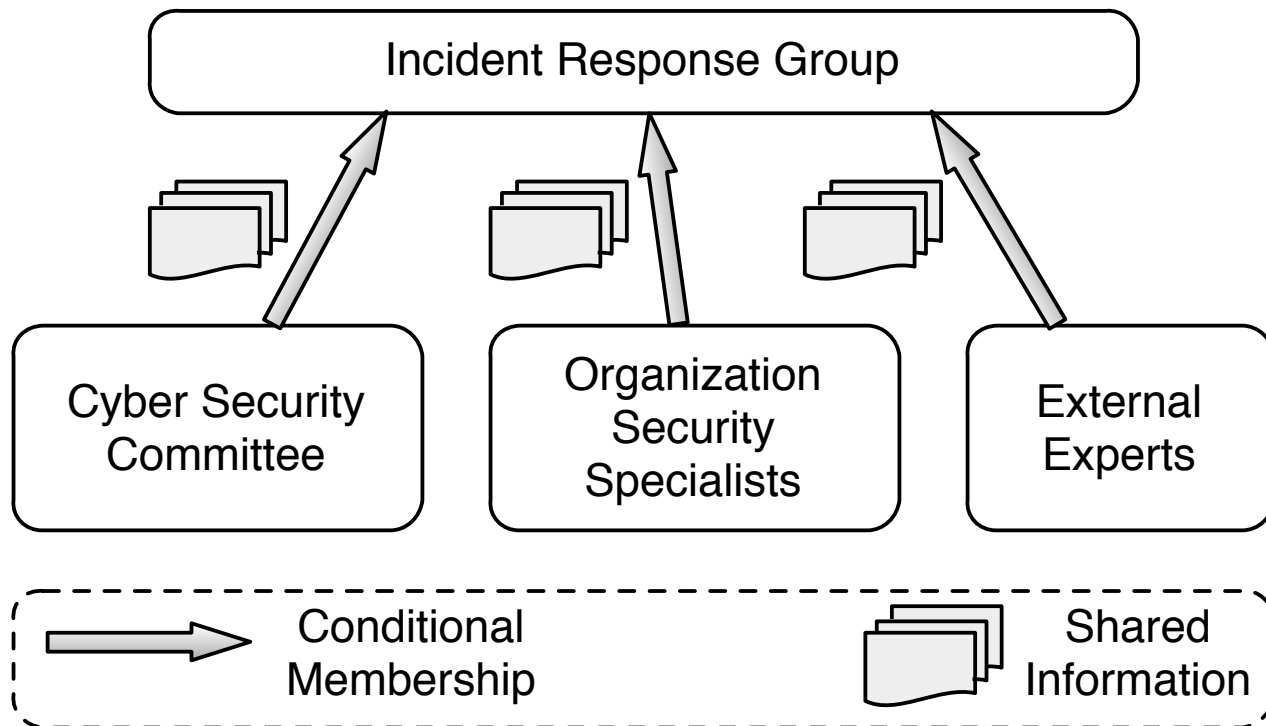 Incident Response Group
Cyber Security
Committee
Organization
Security
Specialists
External
Experts
Conditional
Membership
Shared
Information